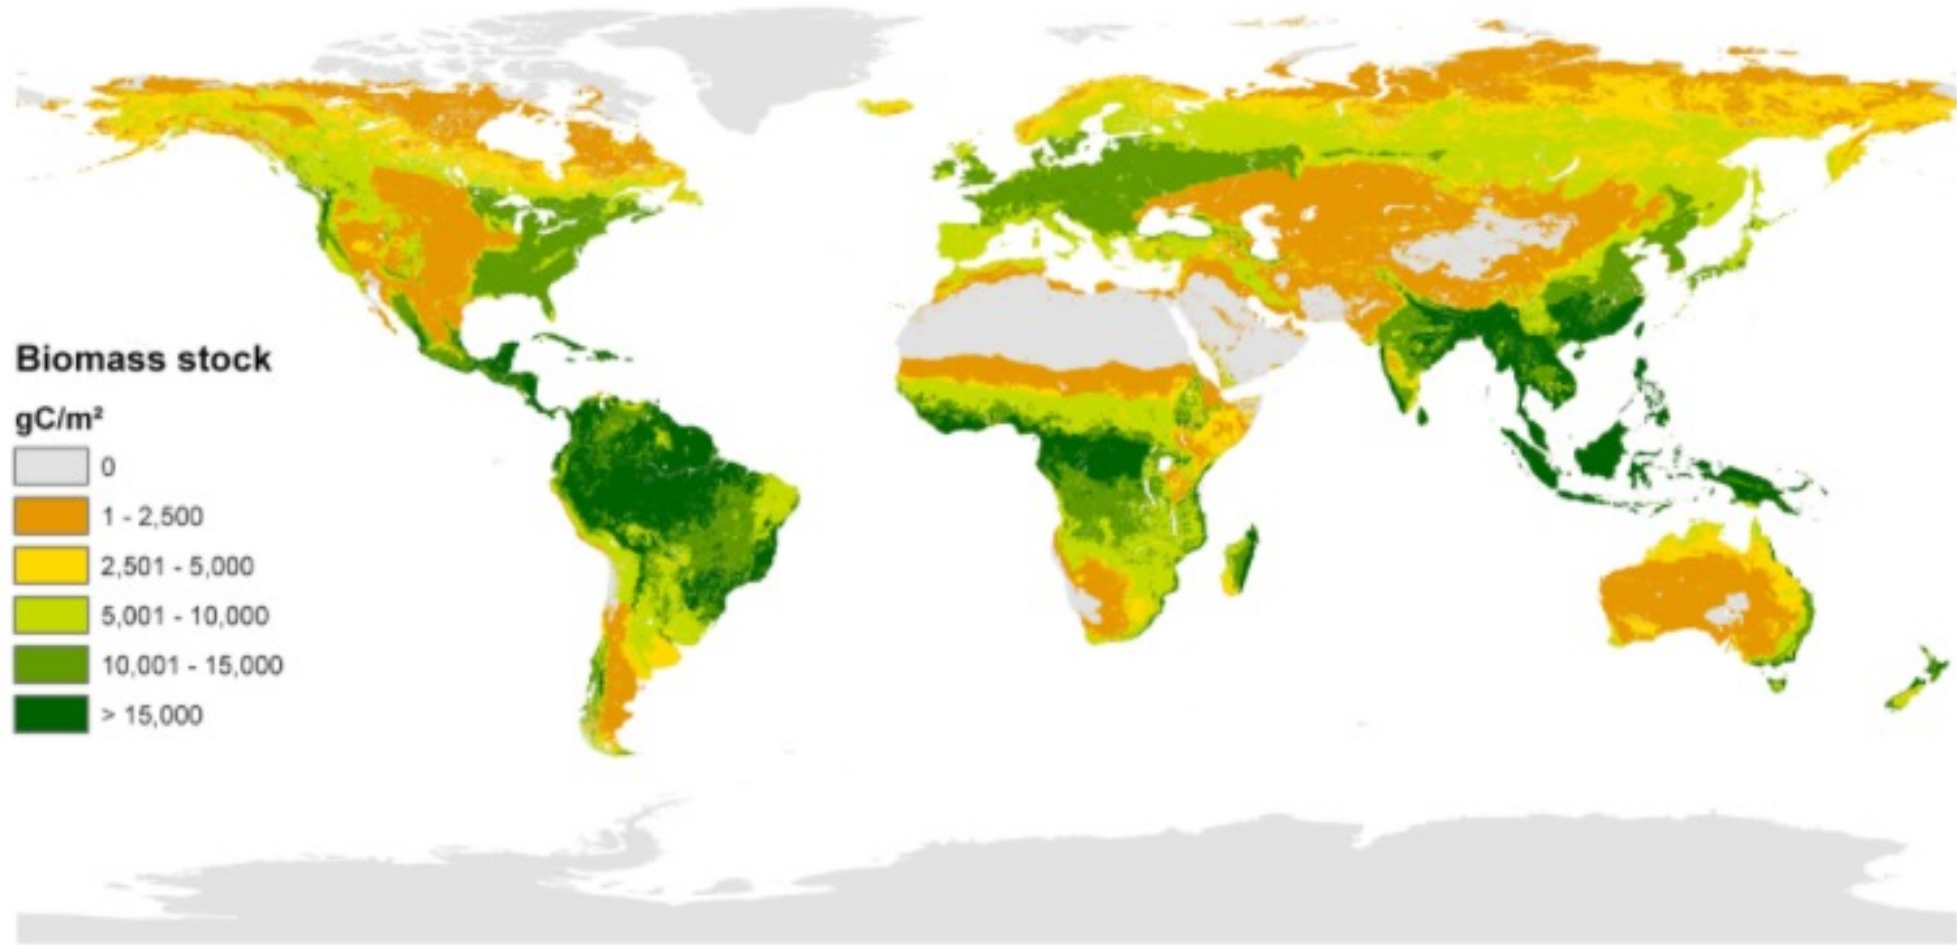 Biomass stock
gC/m²
0
1 - 2,500
2,501 - 5,000
5,001 - 10,000
10,001 - 15,000
> 15,000